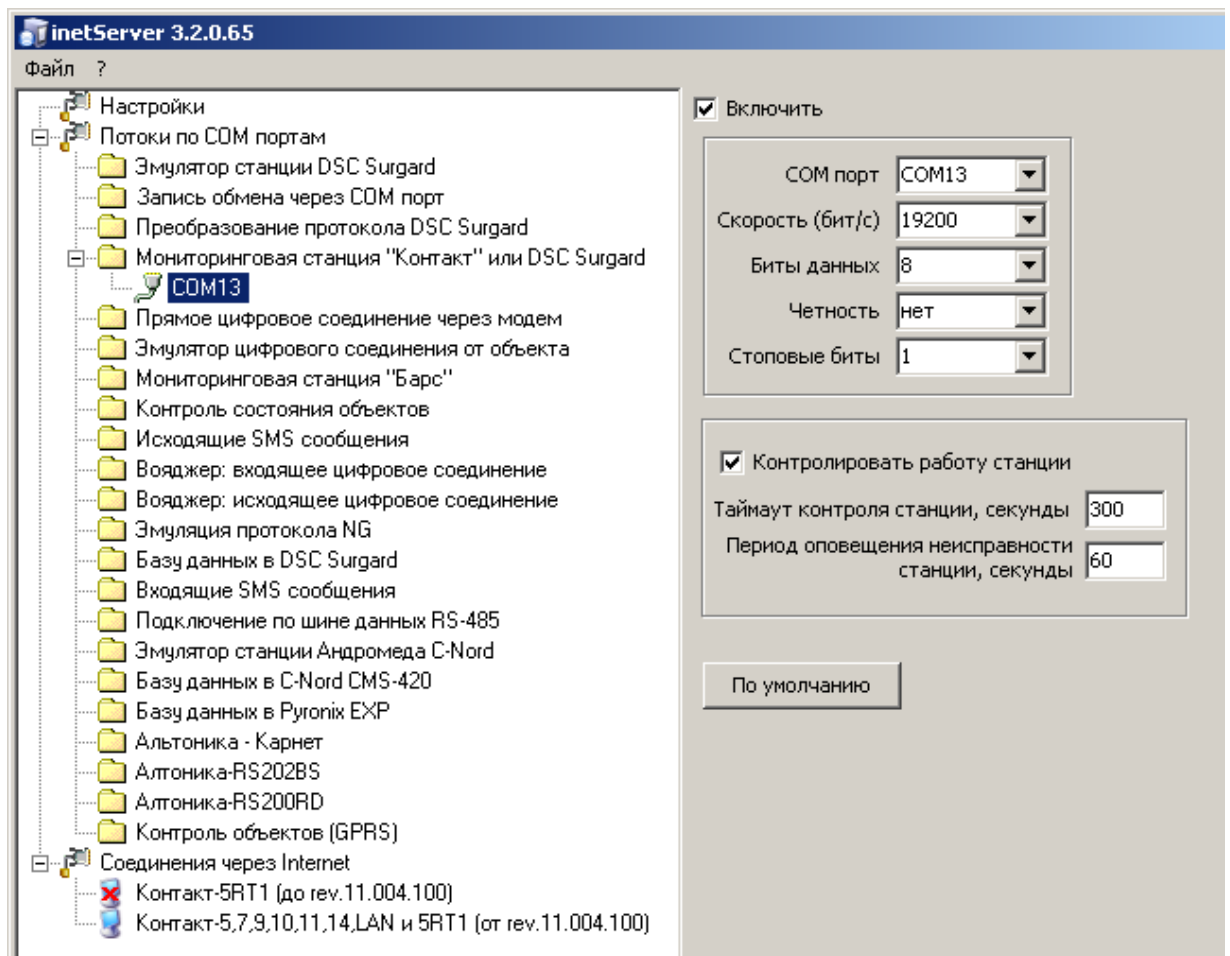 inetServer 3.2.0.65
Файл ?
Настройки
Потоки по COM портам
Эмулятор станции DSC Surgard
Запись обмена через COM порт
Преобразование протокола DSC Surgard
Мониторинговая станция "Контакт" или DSC Surgard
COM13
Прямое цифровое соединение через модем
Эмулятор цифрового соединения от объекта
Мониторинговая станция "Барс"
Контроль состояния объектов
Исходящие SMS сообщения
Вояджер: входящее цифровое соединение
Вояджер: исходящее цифровое соединение
Эмуляция протокола NG
Базу данных в DSC Surgard
Входящие SMS сообщения
Подключение по шине данных RS-485
Эмулятор станции Андромеда C-Nord
Базу данных в C-Nord CMS-420
Базу данных в Pyronix EXP
Альтоника - Карнет
Алтоника-RS202BS
Алтоника-RS200RD
Контроль объектов (GPRS)
Соединения через Internet
Контакт-5RT1 (до rev.11.004.100)
Контакт-5,7,9,10,11,14,LAN и 5RT1 (от rev.11.004.100)
Включить
COM порт COM13
Скорость (бит/с) 19200
Биты данных 8
Четность нет
Стоповые биты 1
Контролировать работу станции
Таймаут контроля станции, секунды 300
Период оповещения неисправности
станции, секунды 60
По умолчанию